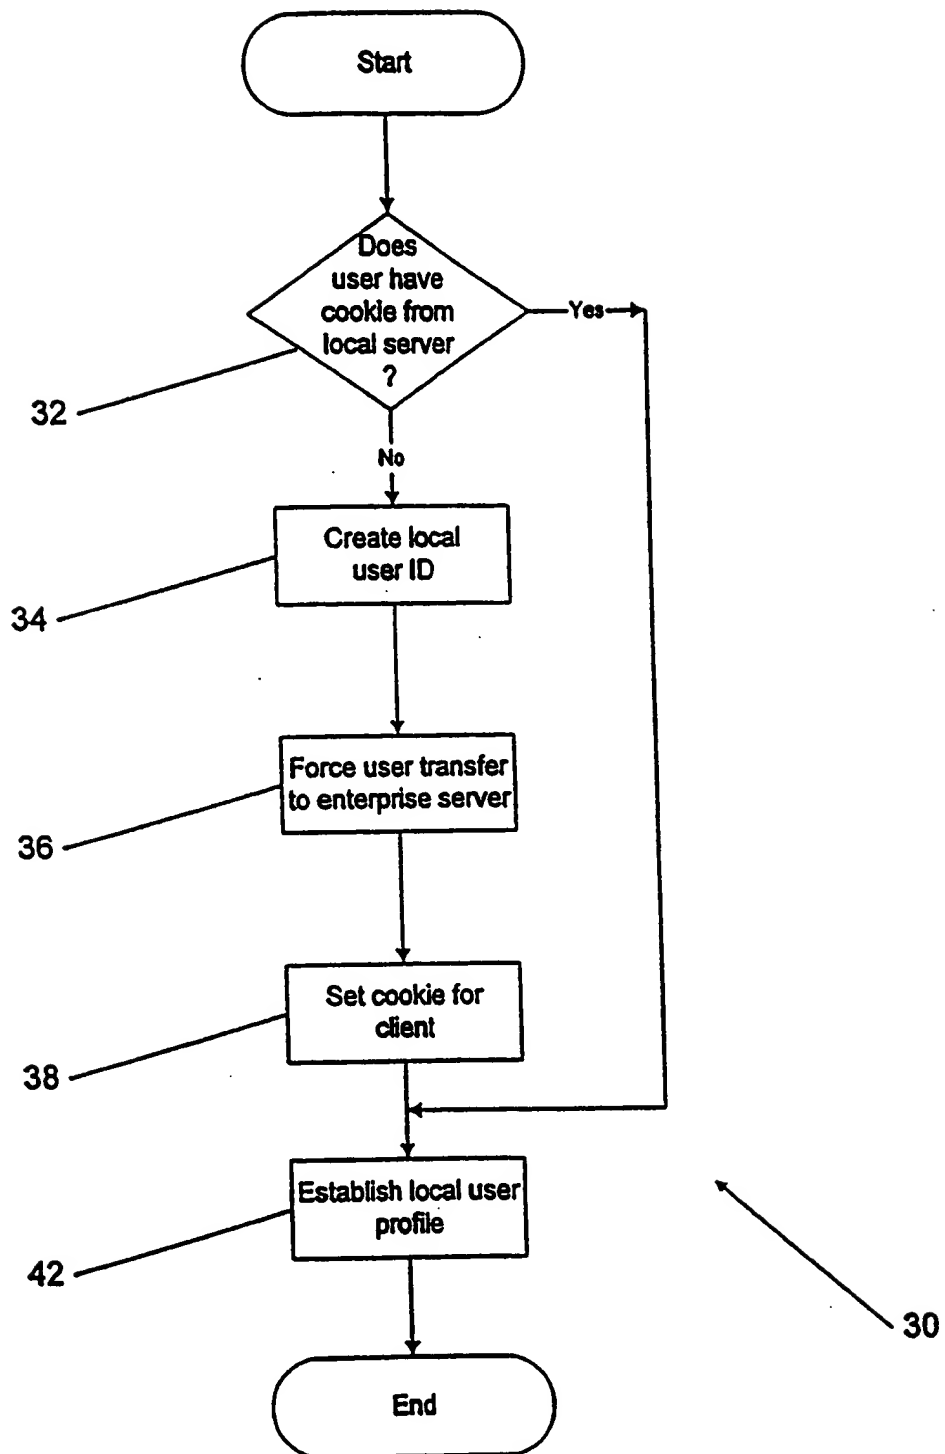 Start
Does
user have
cookie from
local server
?
Yes
32
No
Create local
user ID
34
Force user transfer
to enterprise server
36
Set cookie for
client
38
Establish local user
profile
42
30
End